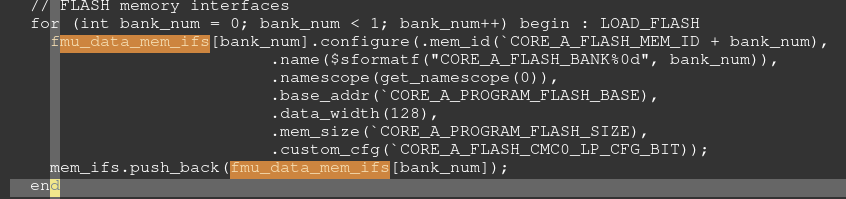 // FLASH memory interfaces
for (int bank_num = 0; bank_num < 1; bank_num++) begin : LOAD_FLASH
fmu_data_mem_ifs[bank_num].configure(.mem_id(`CORE_A_FLASH_MEM_ID + bank_num),
.name($sformatf("CORE_A_FLASH_BANK%0d", bank_num)),
.namescope(get_namescope(0)),
.base_addr(`CORE_A_PROGRAM_FLASH_BASE),
.data_width(128),
.mem_size(`CORE_A_PROGRAM_FLASH_SIZE),
.custom_cfg(`CORE_A_FLASH_CMC0_LP_CFG_BIT));
mem_ifs.push_back(fmu_data_mem_ifs[bank_num]);
end